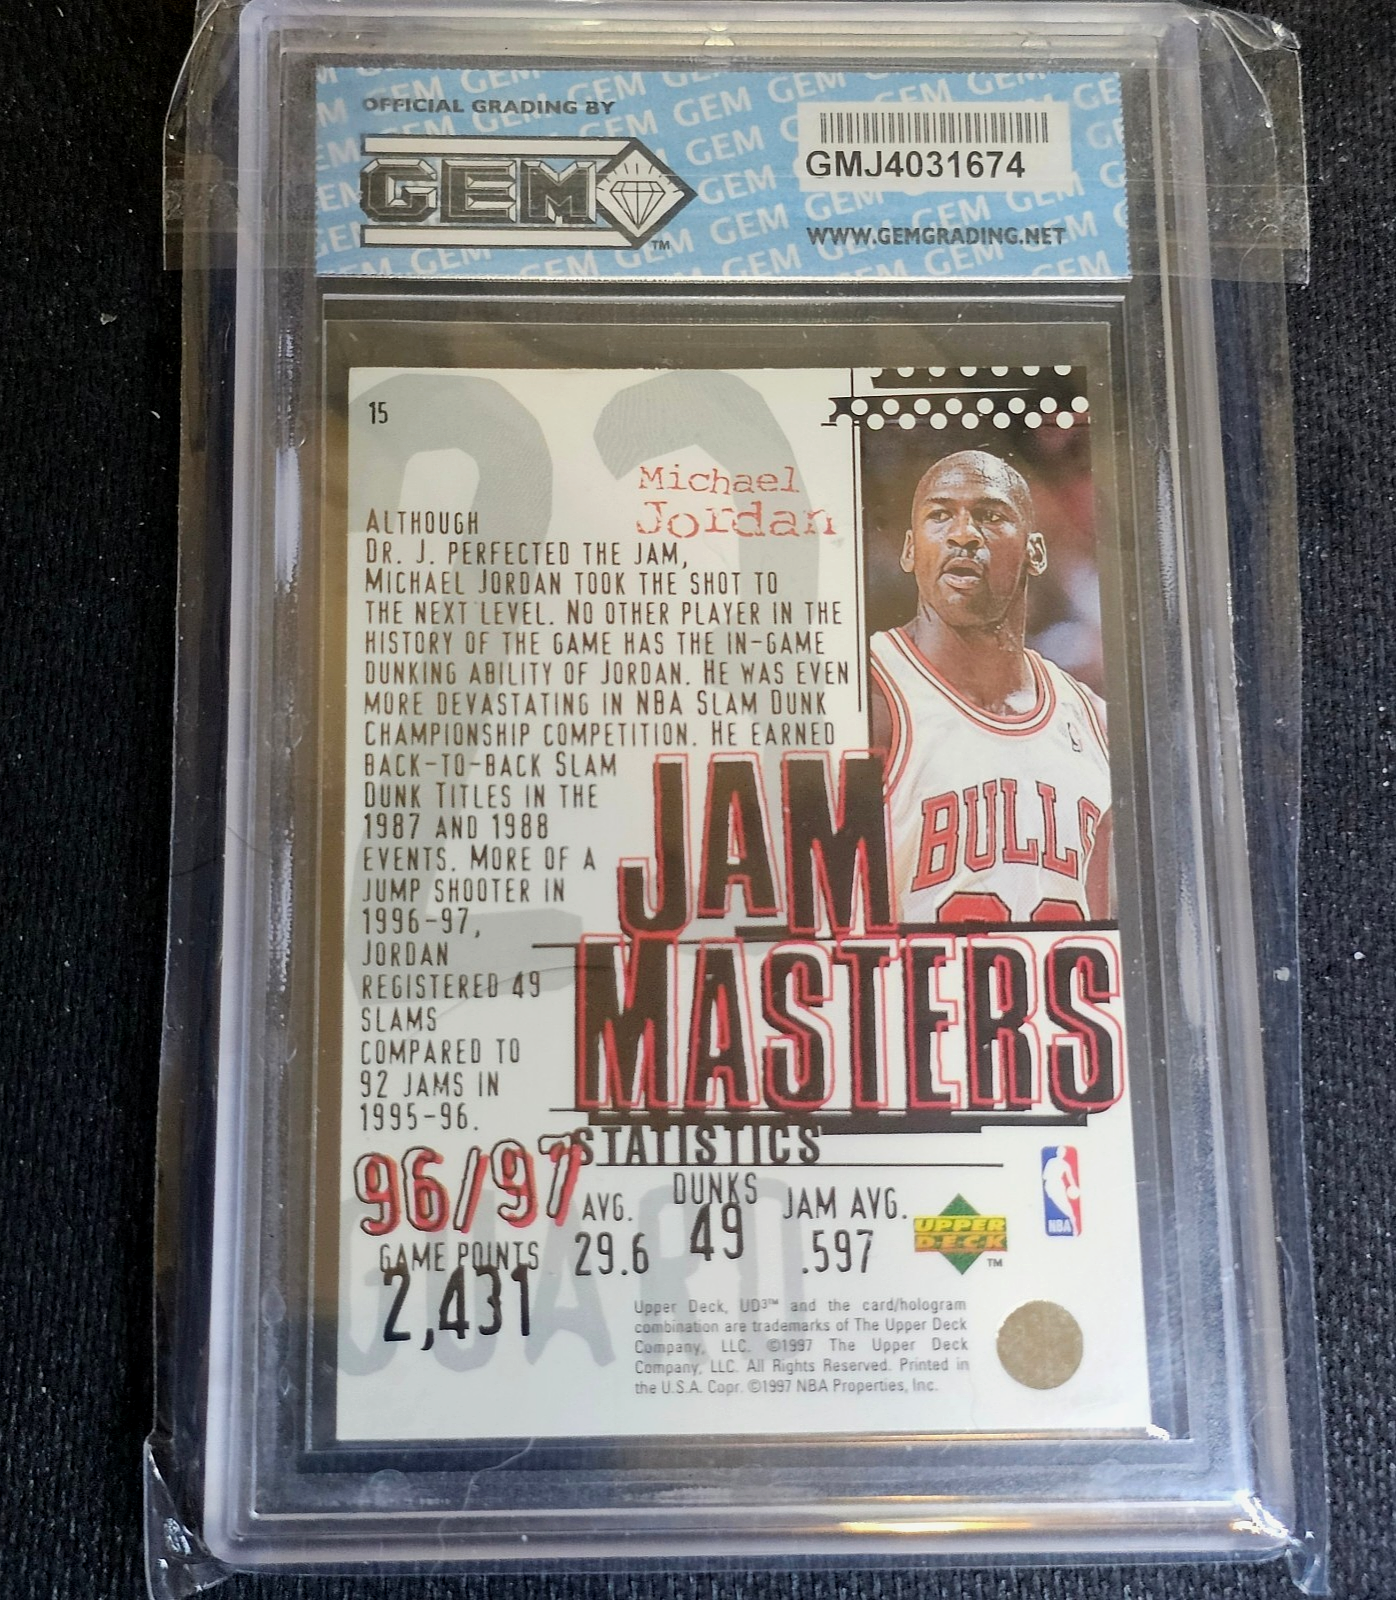 OFFICIAL GRADING BY
GEM
TM
GMJ4031674
WWW.GEMGRADING.NET
15
Michael
Jordan
ALTHOUGH
DR. J. PERFECTED THE JAM,
MICHAEL JORDAN TOOK THE SHOT TO
THE NEXT LEVEL. NO OTHER PLAYER IN THE
HISTORY OF THE GAME HAS THE IN-GAME
DUNKING ABILITY OF JORDAN. HE WAS EVEN
MORE DEVASTATING IN NBA SLAM DUNK
CHAMPIONSHIP COMPETITION. HE EARNED
BACK-TO-BACK SLAM
DUNK TITLES IN THE
1987 AND 1988
EVENTS. MORE OF A
JUMP SHOOTER IN
1996-97,
JORDAN
REGISTERED 49
SLAMS
COMPARED TO
92 JAMS IN
1995-96.
BULLS
JAM
MASTERS
STATISTICS
96/97
GAME POINTS
2,431
AVG.
29.6
DUNKS
49
JAM AVG.
.597
UPPER
DECK
TM
NBA
Upper Deck, UD3™ and the card/hologram
combination are trademarks of The Upper Deck
Company, LLC. ©1997 The Upper Deck
Company, LLC. All Rights Reserved. Printed in
the U.S.A. Copr. ©1997 NBA Properties, Inc.